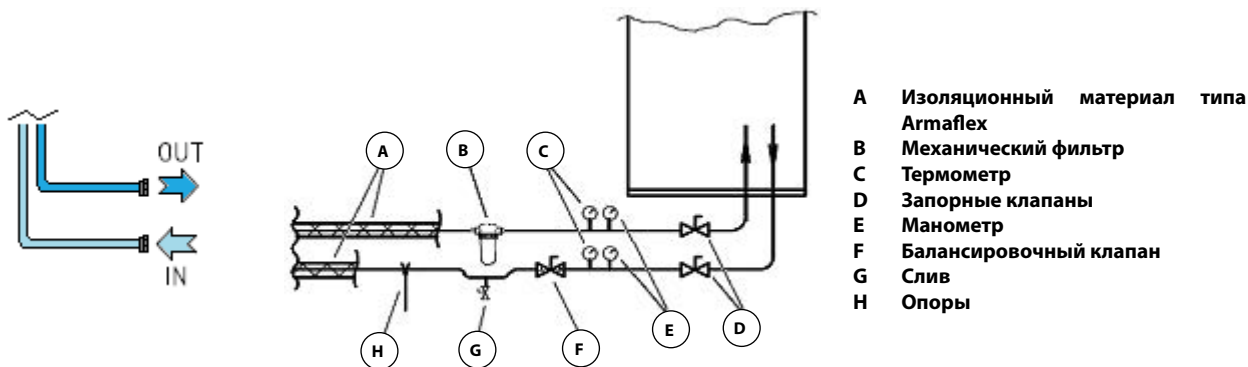 OUT
IN
A
B
C
H
G
F
E
D
A Изоляционный материал типа
Armaflex
B Механический фильтр
C Термометр
D Запорные клапаны
E Манометр
F Балансировочный клапан
G Слив
H Опоры